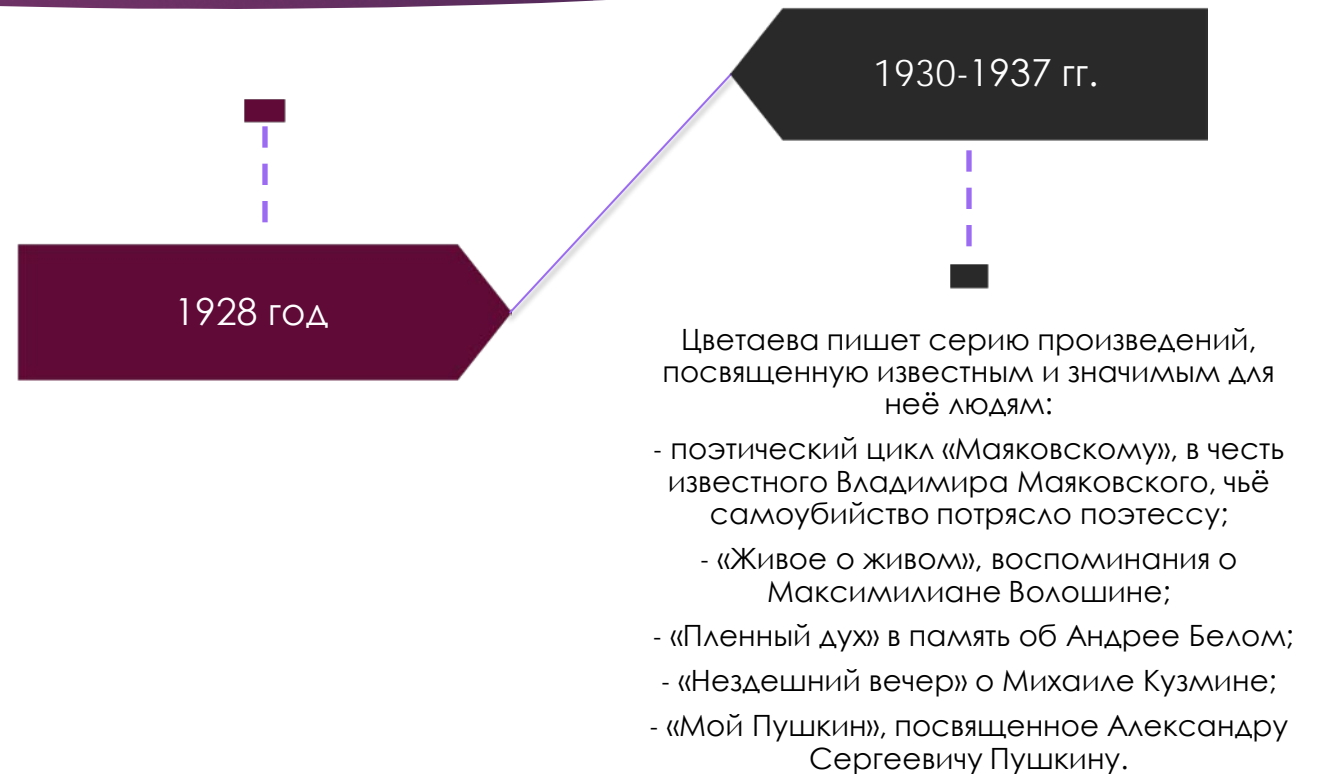 1930-1937 гг.
1928 год
Цветаева пишет серию произведений,
посвященную известным и значимым для
неё людям:
- поэтический цикл «Маяковскому», в честь
известного Владимира Маяковского, чьё
самоубийство потрясло поэтессу;
- «Живое о живом», воспоминания о
Максимилиане Волошине;
- «Пленный дух» в память об Андрее Белом;
- «Нездешний вечер» о Михаиле Кузмине;
- «Мой Пушкин», посвященное Александру
Сергеевичу Пушкину.